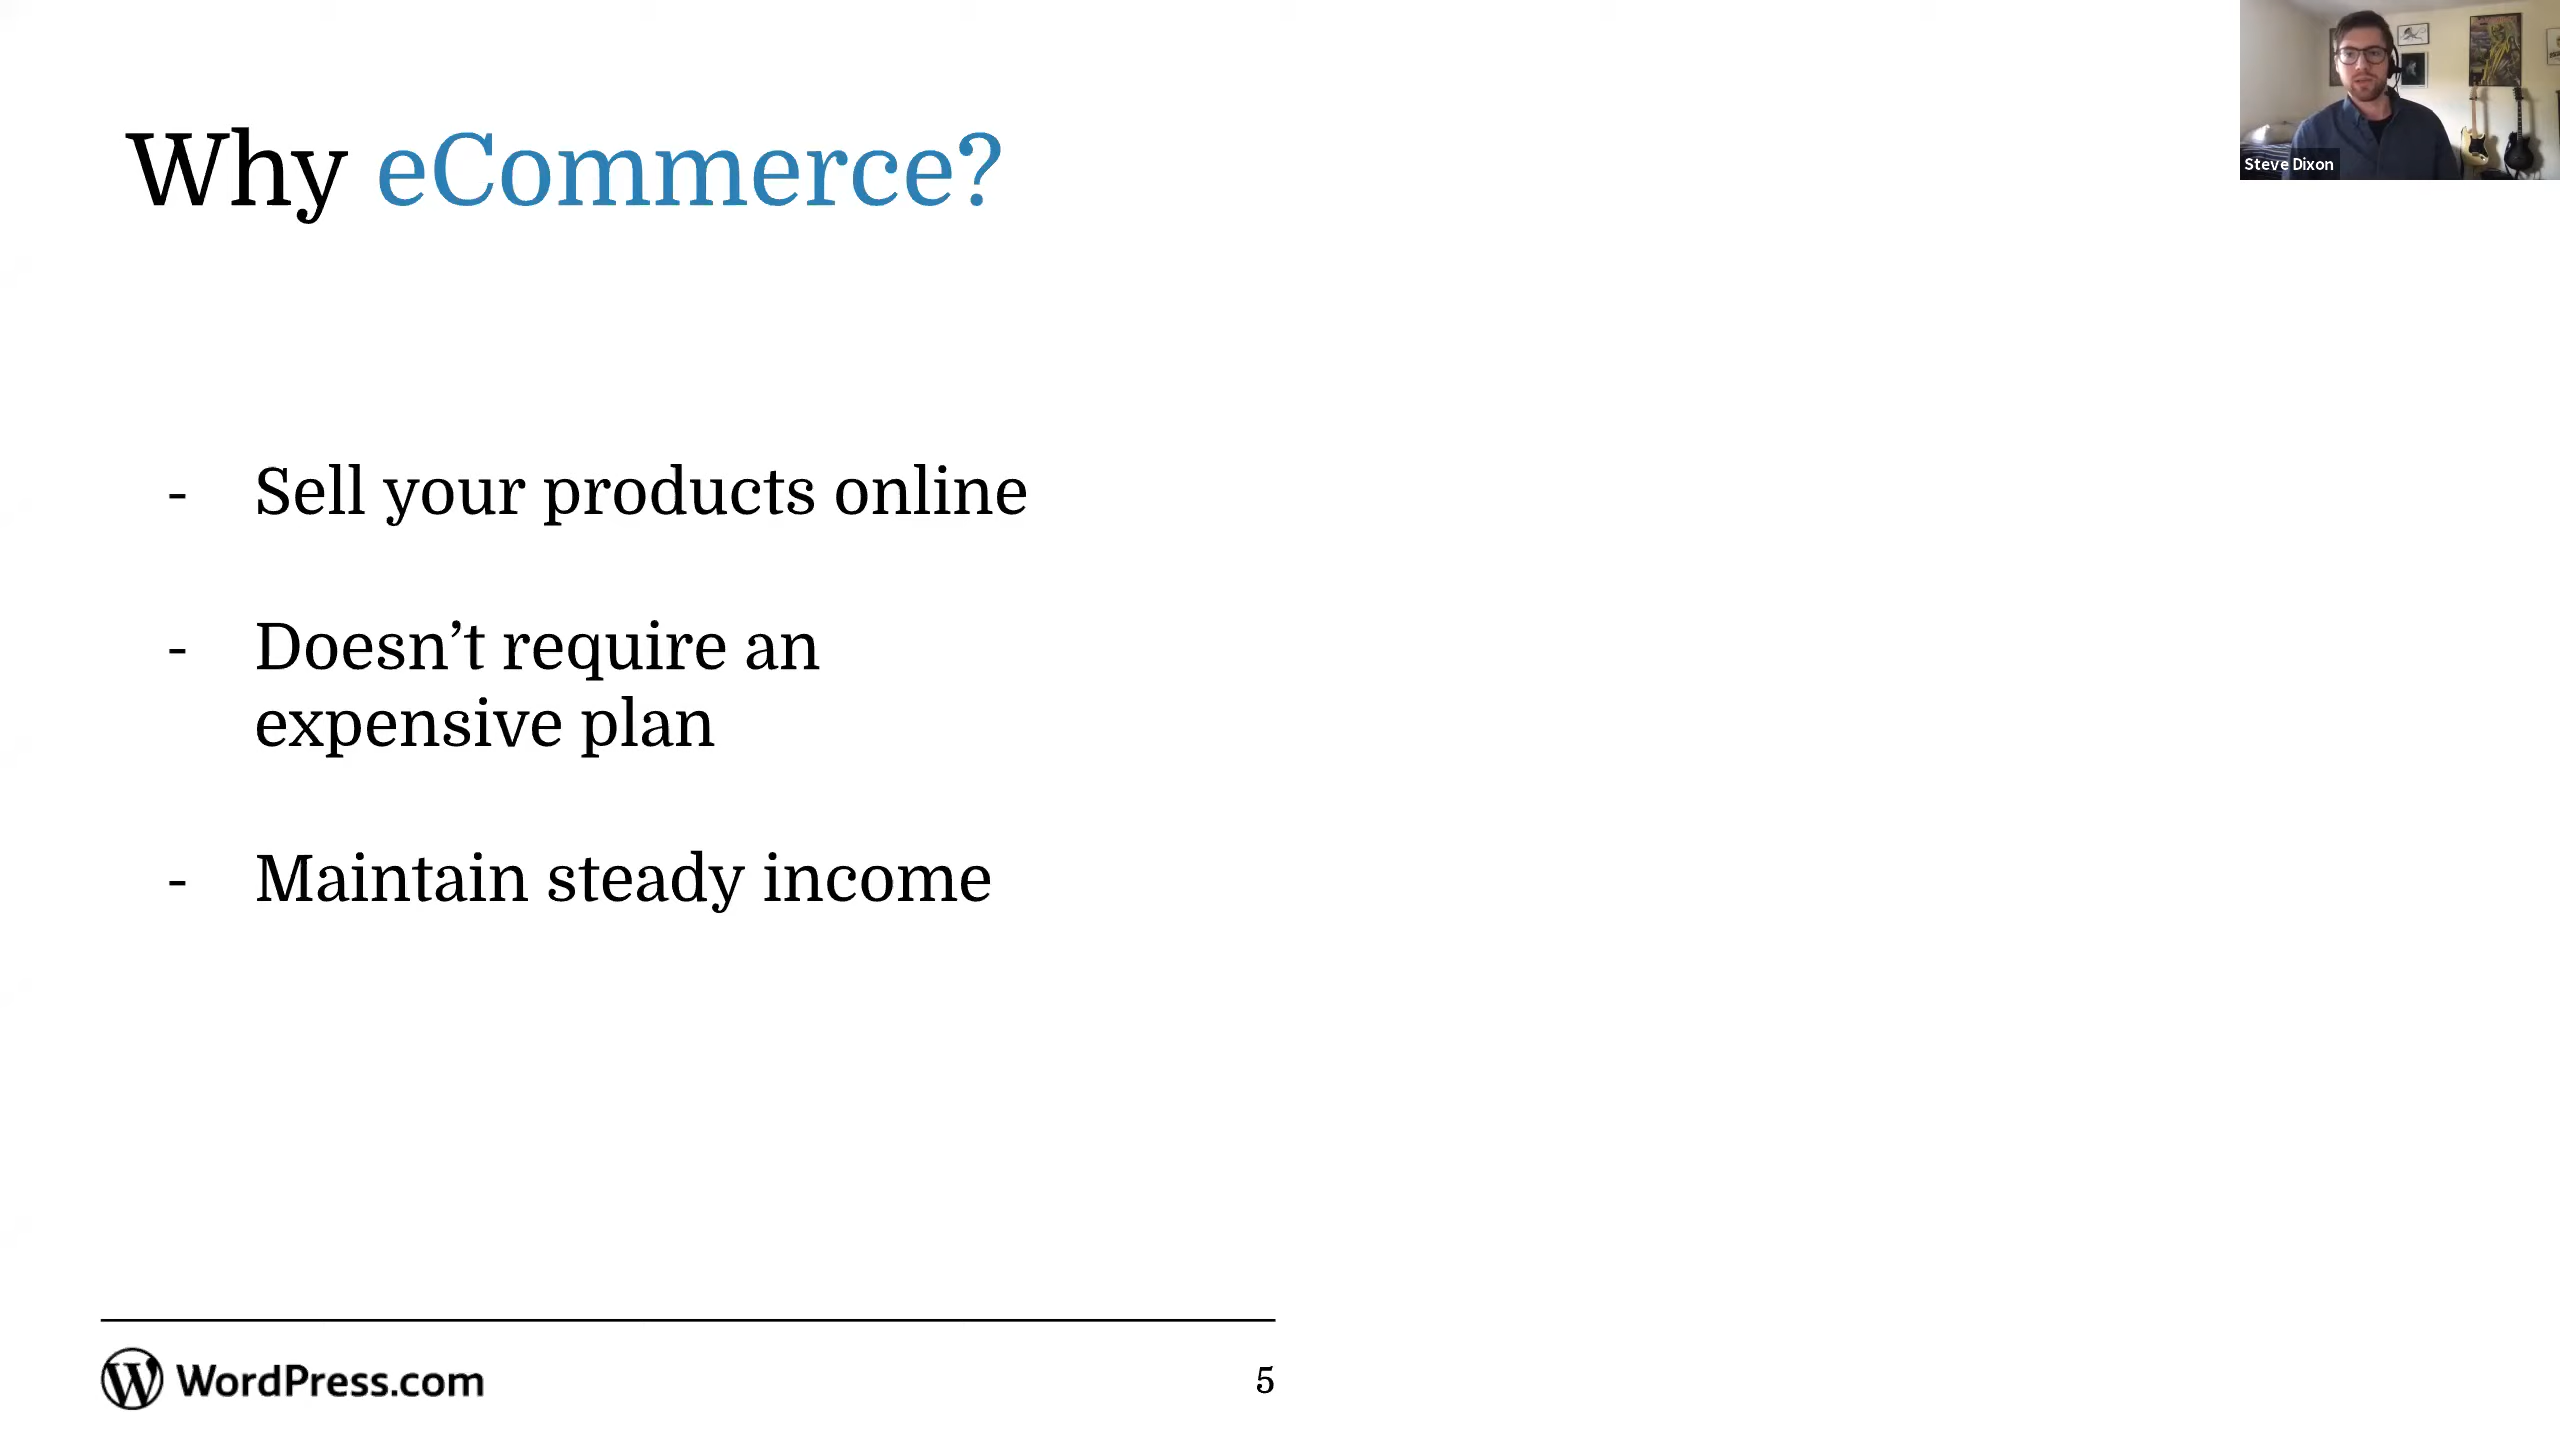 Why eCommerce?
Steve Dixon
- Sell your products online
- Doesn’t require an
expensive plan
- Maintain steady income
WordPress.com
5